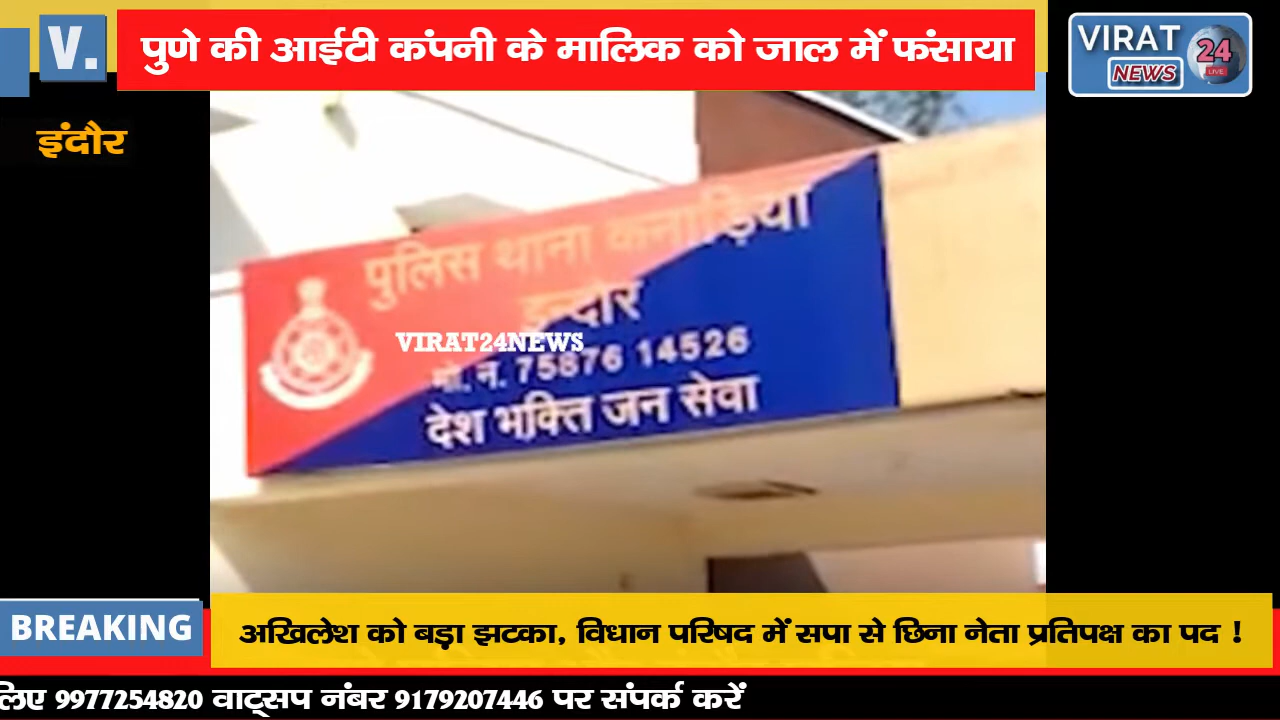 V.
पुणे की आईटी कंपनी के मालिक को जाल में फंसाया
VIRAT
24
NEWS
LIVE
इंदौर
पुलिस थाना कनाड़िया
इन्दौर
VIRAT24NEWS
मो. न. 75876 14526
देश भक्ति जन सेवा
BREAKING
अखिलेश को बड़ा झटका, विधान परिषद में सपा से छिना नेता प्रतिपक्ष का पद !
लिए 9977254820 वाट्सप नंबर 9179207446 पर संपर्क करें